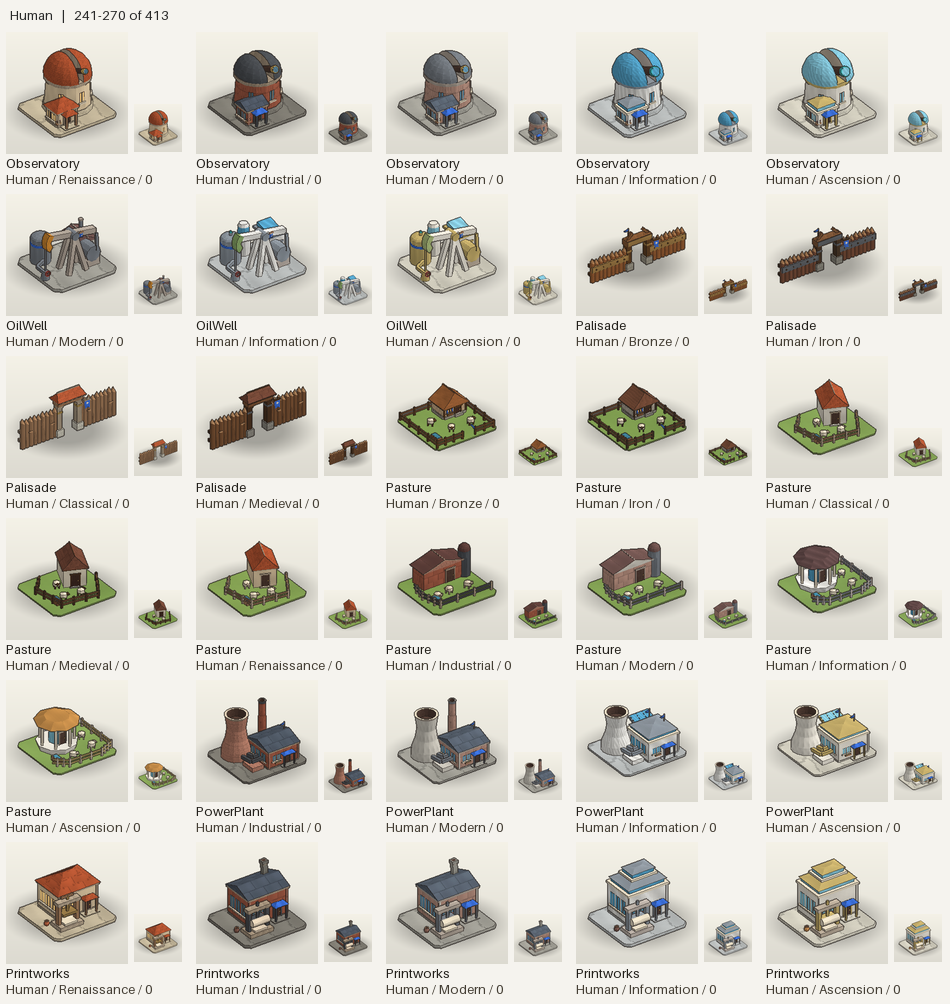 Human | 241-270 of 413
Observatory
Human / Renaissance / 0
Observatory
Human / Industrial / 0
Observatory
Human / Modern / 0
Observatory
Human / Information / 0
Observatory
Human / Ascension / 0
OilWell
Human / Modern / 0
OilWell
Human / Information / 0
OilWell
Human / Ascension / 0
Palisade
Human / Bronze / 0
Palisade
Human / Iron / 0
Palisade
Human / Classical / 0
Palisade
Human / Medieval / 0
Pasture
Human / Bronze / 0
Pasture
Human / Iron / 0
Pasture
Human / Classical / 0
Pasture
Human / Medieval / 0
Pasture
Human / Renaissance / 0
Pasture
Human / Industrial / 0
Pasture
Human / Modern / 0
Pasture
Human / Information / 0
Pasture
Human / Ascension / 0
PowerPlant
Human / Industrial / 0
PowerPlant
Human / Modern / 0
PowerPlant
Human / Information / 0
PowerPlant
Human / Ascension / 0
Printworks
Human / Renaissance / 0
Printworks
Human / Industrial / 0
Printworks
Human / Modern / 0
Printworks
Human / Information / 0
Printworks
Human / Ascension / 0